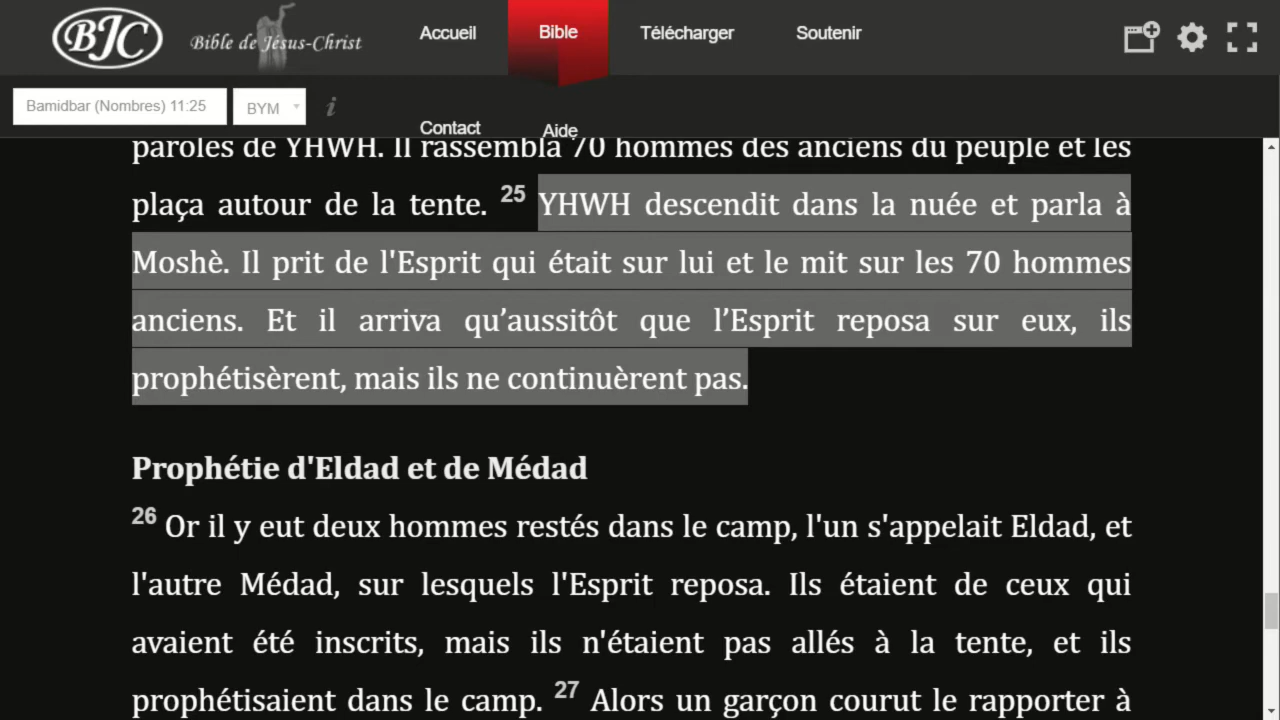 BJC Bible de Jésus-Christ Accueil Bible Télécharger Soutenir
Bamidbar (Nombres) 11:25 BYM i Contact Aide
paroles de YHWH. Il rassembla 70 hommes des anciens du peuple et les
plaça autour de la tente. 25 YHWH descendit dans la nuée et parla à
Moshè. Il prit de l'Esprit qui était sur lui et le mit sur les 70 hommes
anciens. Et il arriva qu’aussitôt que l’Esprit reposa sur eux, ils
prophétisèrent, mais ils ne continuèrent pas.
Prophétie d'Eldad et de Médad
26 Or il y eut deux hommes restés dans le camp, l'un s'appelait Eldad, et
l'autre Médad, sur lesquels l'Esprit reposa. Ils étaient de ceux qui
avaient été inscrits, mais ils n'étaient pas allés à la tente, et ils
prophétisaient dans le camp. 27 Alors un garçon courut le rapporter à